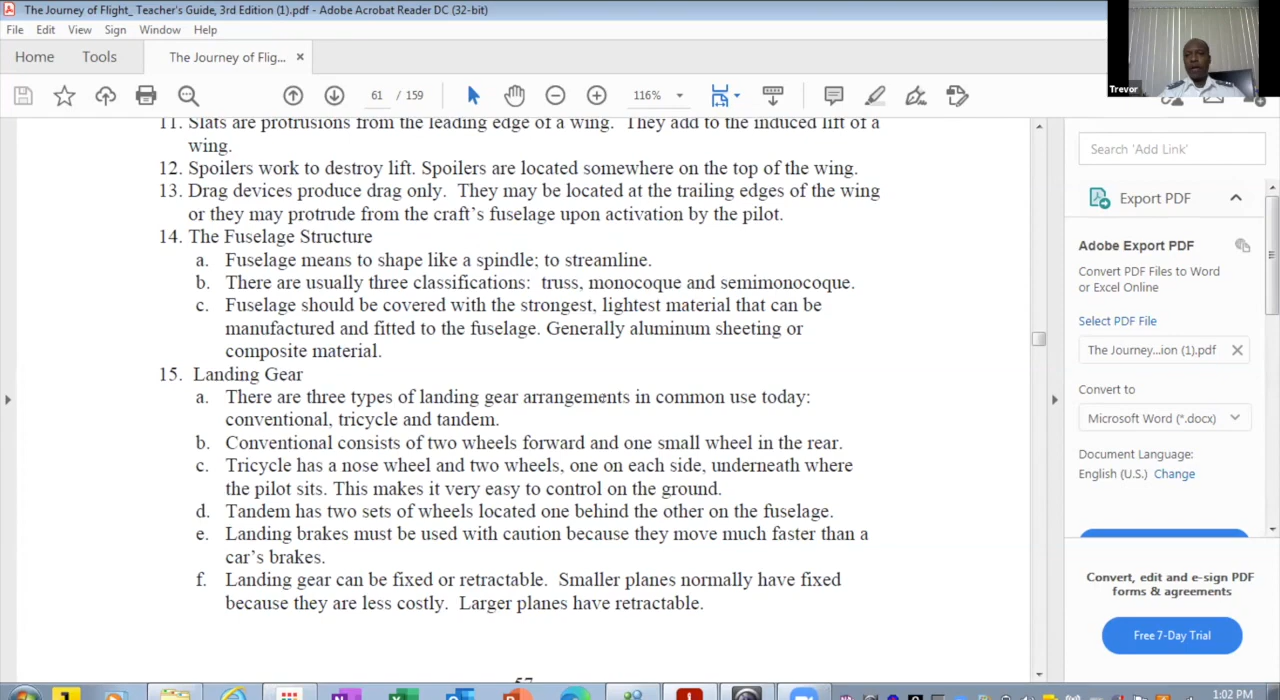 The Journey of Flight_ Teacher's Guide, 3rd Edition (1).pdf - Adobe Acrobat Reader DC (32-bit)
File Edit View Sign Window Help
Home Tools The Journey of Flig... ×
61 / 159 116%
Trevor
11. Slats are protrusions from the leading edge of a wing. They add to the induced lift of a
wing.
12. Spoilers work to destroy lift. Spoilers are located somewhere on the top of the wing.
13. Drag devices produce drag only. They may be located at the trailing edges of the wing
or they may protrude from the craft's fuselage upon activation by the pilot.
14. The Fuselage Structure
a. Fuselage means to shape like a spindle; to streamline.
b. There are usually three classifications: truss, monocoque and semimonocoque.
c. Fuselage should be covered with the strongest, lightest material that can be
manufactured and fitted to the fuselage. Generally aluminum sheeting or
composite material.
15. Landing Gear
a. There are three types of landing gear arrangements in common use today:
conventional, tricycle and tandem.
b. Conventional consists of two wheels forward and one small wheel in the rear.
c. Tricycle has a nose wheel and two wheels, one on each side, underneath where
the pilot sits. This makes it very easy to control on the ground.
d. Tandem has two sets of wheels located one behind the other on the fuselage.
e. Landing brakes must be used with caution because they move much faster than a
car's brakes.
f. Landing gear can be fixed or retractable. Smaller planes normally have fixed
because they are less costly. Larger planes have retractable.
57
Search 'Add Link'
Export PDF
Adobe Export PDF
Convert PDF Files to Word
or Excel Online
Select PDF File
The Journey...ion (1).pdf
Convert to
Microsoft Word (*.docx)
Document Language:
English (U.S.) Change
Convert, edit and e-sign PDF
forms & agreements
Free 7-Day Trial
1:02 PM